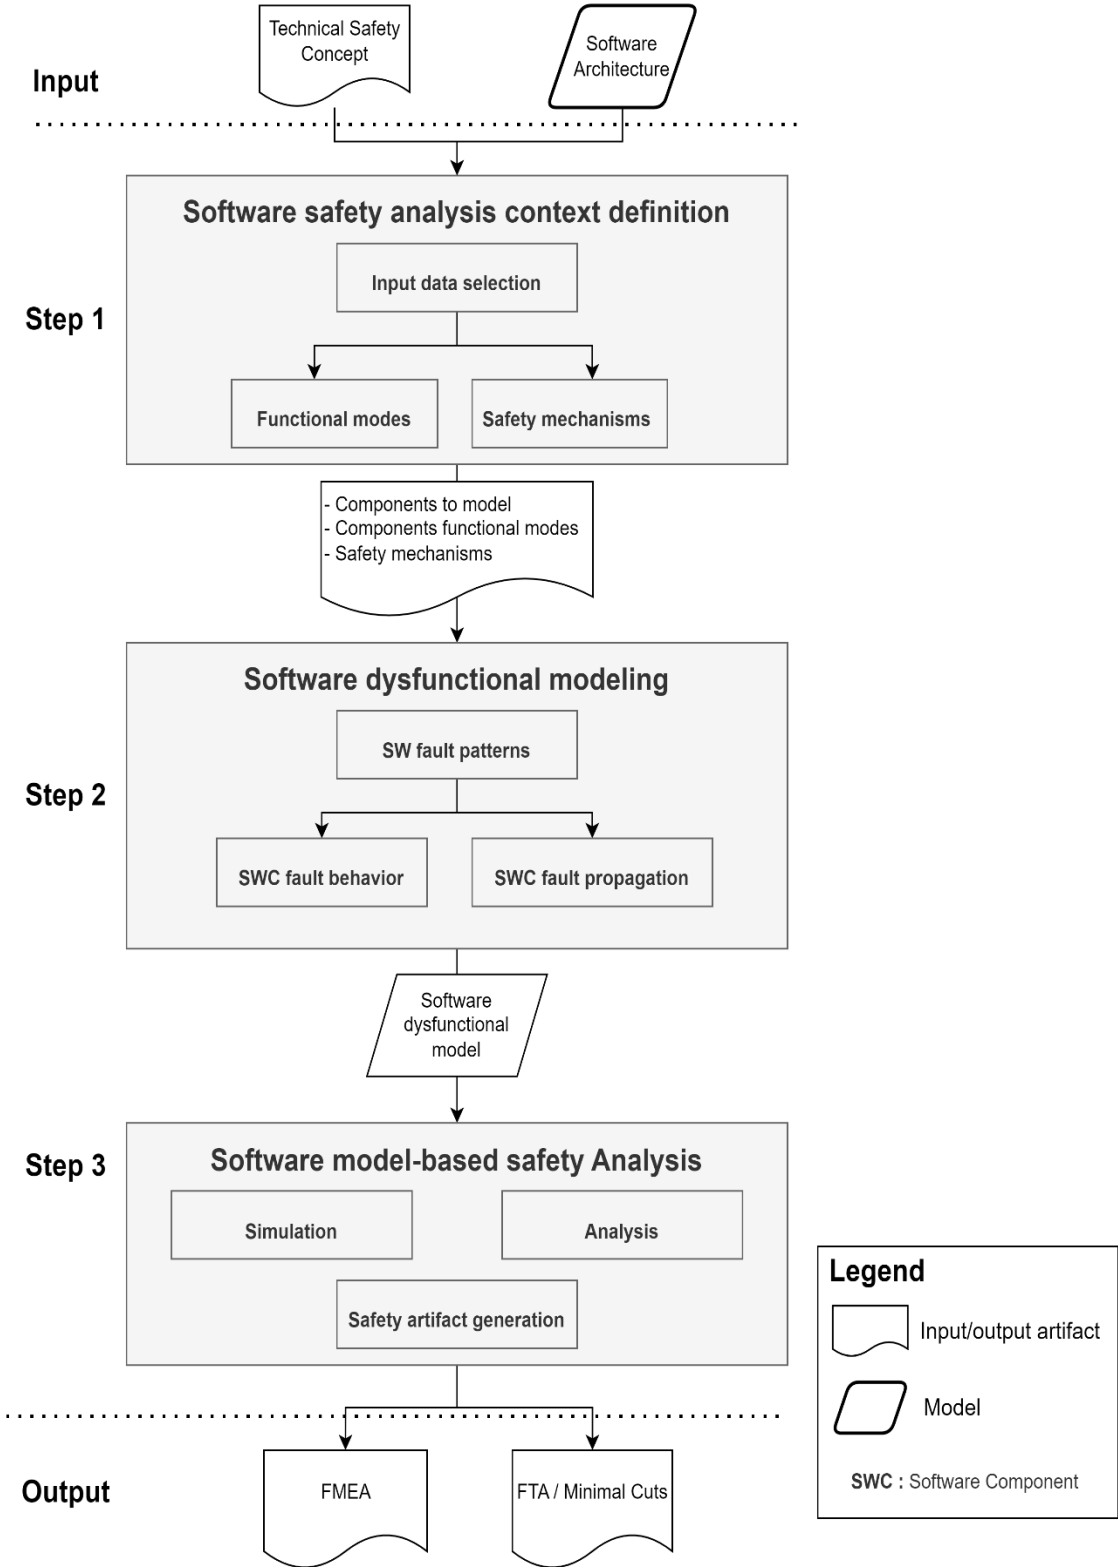 Technical Safety
Concept
Software
Architecture
Input
Software safety analysis context definition
Input data selection
Step 1
Functional modes
Safety mechanisms
- Components to model
- Components functional modes
- Safety mechanisms
Software dysfunctional modeling
SW fault patterns
Step 2
SWC fault behavior
SWC fault propagation
Software
dysfunctional
model
Step 3
Software model-based safety Analysis
Simulation
Analysis
Safety artifact generation
Output
FMEA
FTA / Minimal Cuts
Legend
Input/output artifact
Model
SWC : Software Component